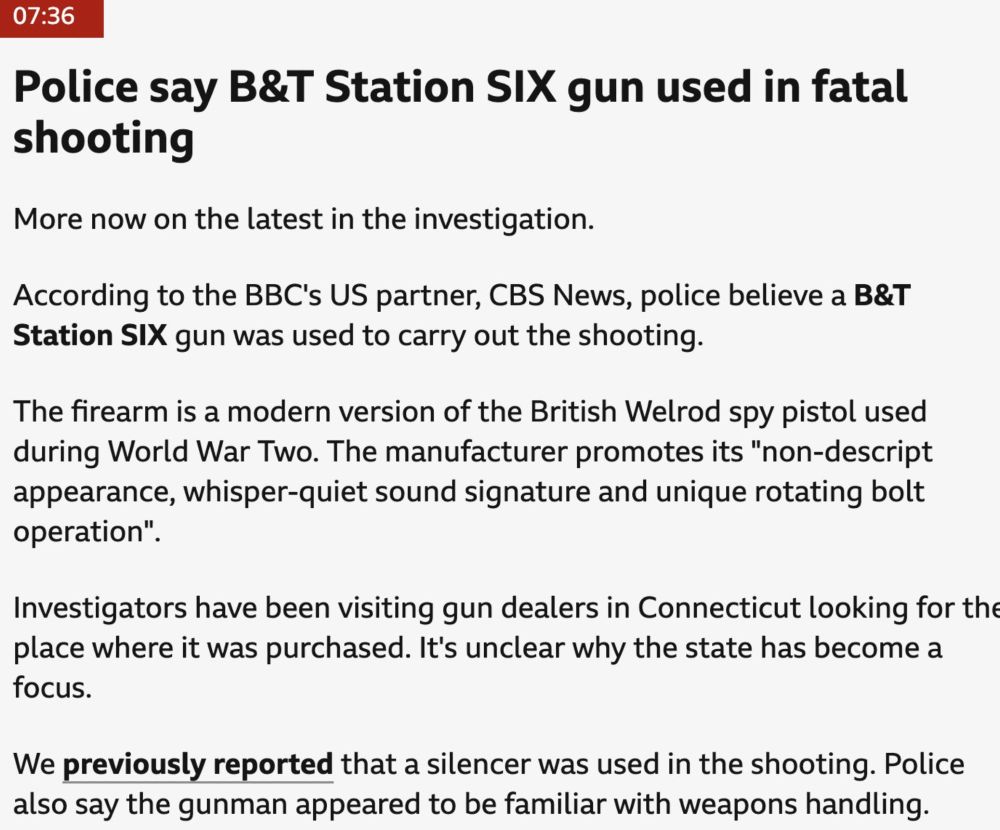 07:36
Police say B&T Station SIX gun used in fatal
shooting
More now on the latest in the investigation.
According to the BBC's US partner, CBS News, police believe a B&T
Station SIX gun was used to carry out the shooting.
The firearm is a modern version of the British Welrod spy pistol used
during World War Two. The manufacturer promotes its "non-descript
appearance, whisper-quiet sound signature and unique rotating bolt
operation".
Investigators have been visiting gun dealers in Connecticut looking for the
place where it was purchased. It's unclear why the state has become a
focus.
We previously reported that a silencer was used in the shooting. Police
also say the gunman appeared to be familiar with weapons handling.